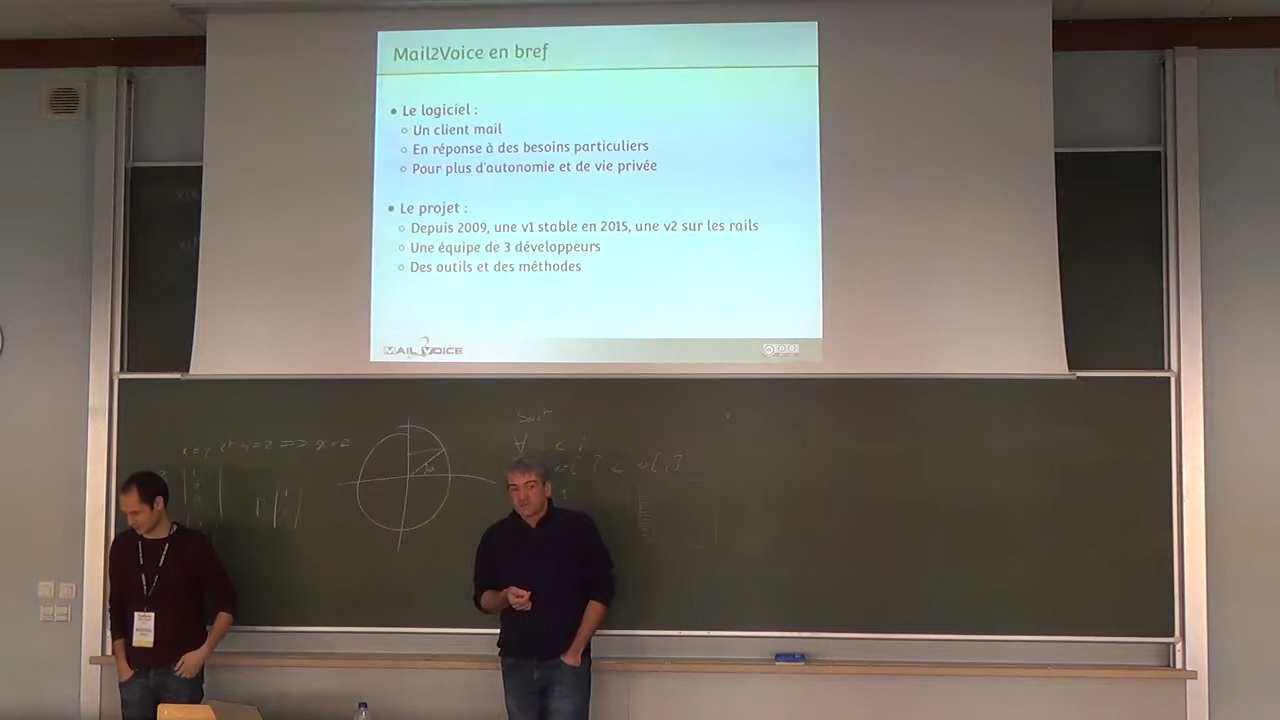 Mail2Voice en bref
• Le logiciel :
○ Un client mail
○ En réponse à des besoins particuliers
○ Pour plus d'autonomie et de vie privée
• Le projet :
○ Depuis 2009, une v1 stable en 2015, une v2 sur les rails
○ Une équipe de 3 développeurs
○ Des outils et des méthodes
MAIL2VOICE